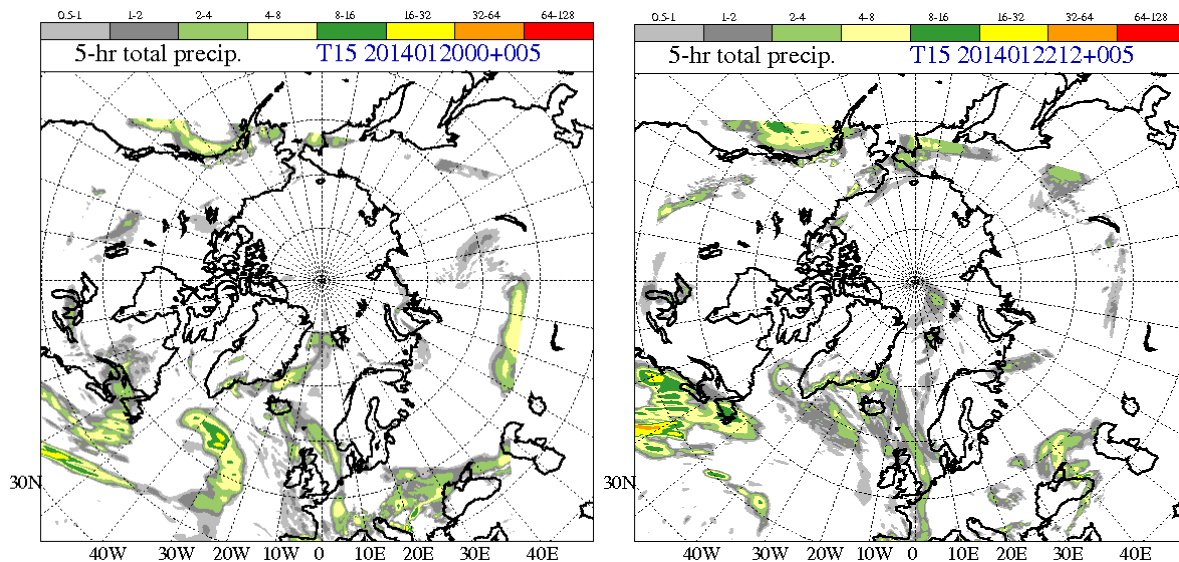 0.5-1 1-2 2-4 4-8 8-16 16-32 32-64 64-128
5-hr total precip. T15 2014012000+005
30N
40W 30W 20W 10W 0 10E 20E 30E 40E
0.5-1 1-2 2-4 4-8 8-16 16-32 32-64 64-128
5-hr total precip. T15 2014012212+005
30N
40W 30W 20W 10W 0 10E 20E 30E 40E